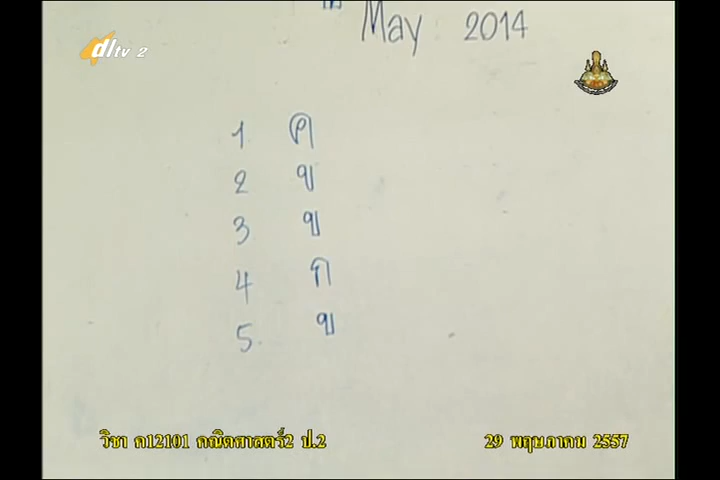 dltv 2
May 2014
1 ค
2 ข
3 ข
4 ก
5. ข
วิชา ค12101 คณิตศาสตร์2 ป.2
29 พฤษภาคม 2557